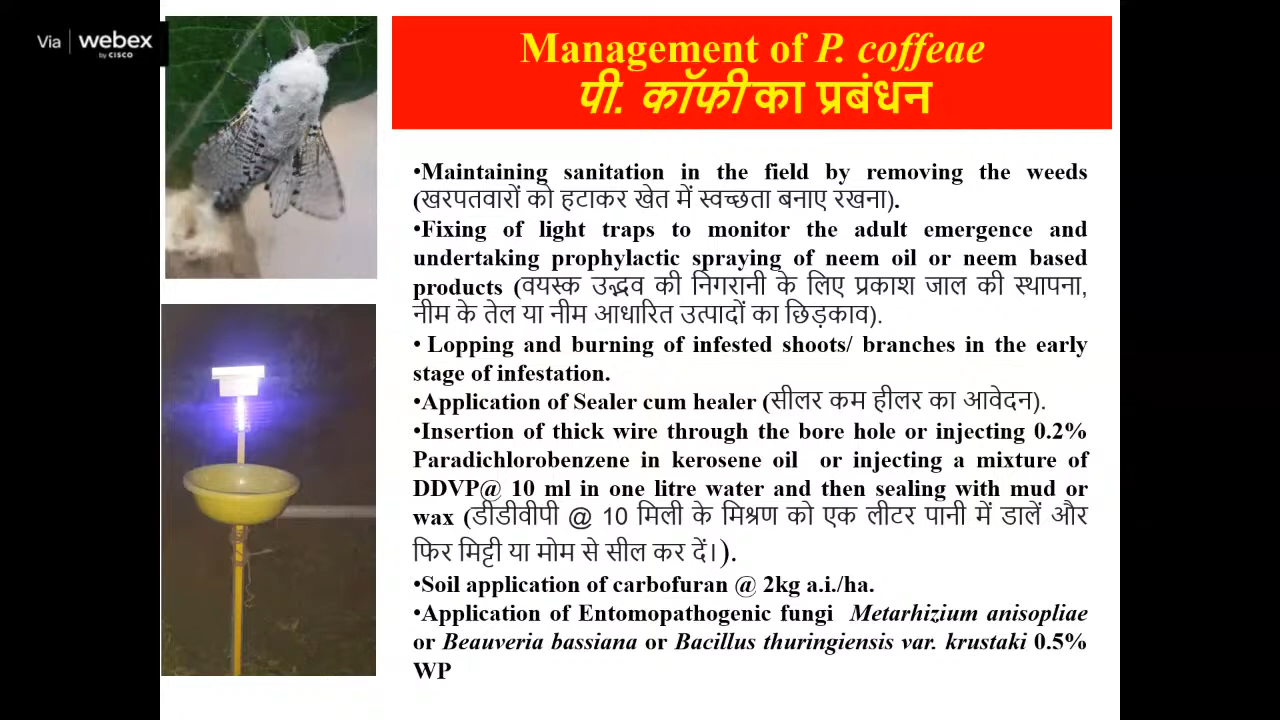 Via webex
by CISCO
Management of P. coffeae
पी. कॉफी का प्रबंधन
•Maintaining sanitation in the field by removing the weeds
(खरपतवारों को हटाकर खेत में स्वच्छता बनाए रखना).
•Fixing of light traps to monitor the adult emergence and
undertaking prophylactic spraying of neem oil or neem based
products (वयस्क उद्भव की निगरानी के लिए प्रकाश जाल की स्थापना,
नीम के तेल या नीम आधारित उत्पादों का छिड़काव).
• Lopping and burning of infested shoots/ branches in the early
stage of infestation.
•Application of Sealer cum healer (सीलर कम हीलर का आवेदन).
•Insertion of thick wire through the bore hole or injecting 0.2%
Paradichlorobenzene in kerosene oil or injecting a mixture of
DDVP@ 10 ml in one litre water and then sealing with mud or
wax (डीडीवीपी @ 10 मिली के मिश्रण को एक लीटर पानी में डालें और
फिर मिट्टी या मोम से सील कर दें।).
•Soil application of carbofuran @ 2kg a.i./ha.
•Application of Entomopathogenic fungi Metarhizium anisopliae
or Beauveria bassiana or Bacillus thuringiensis var. krustaki 0.5%
WP